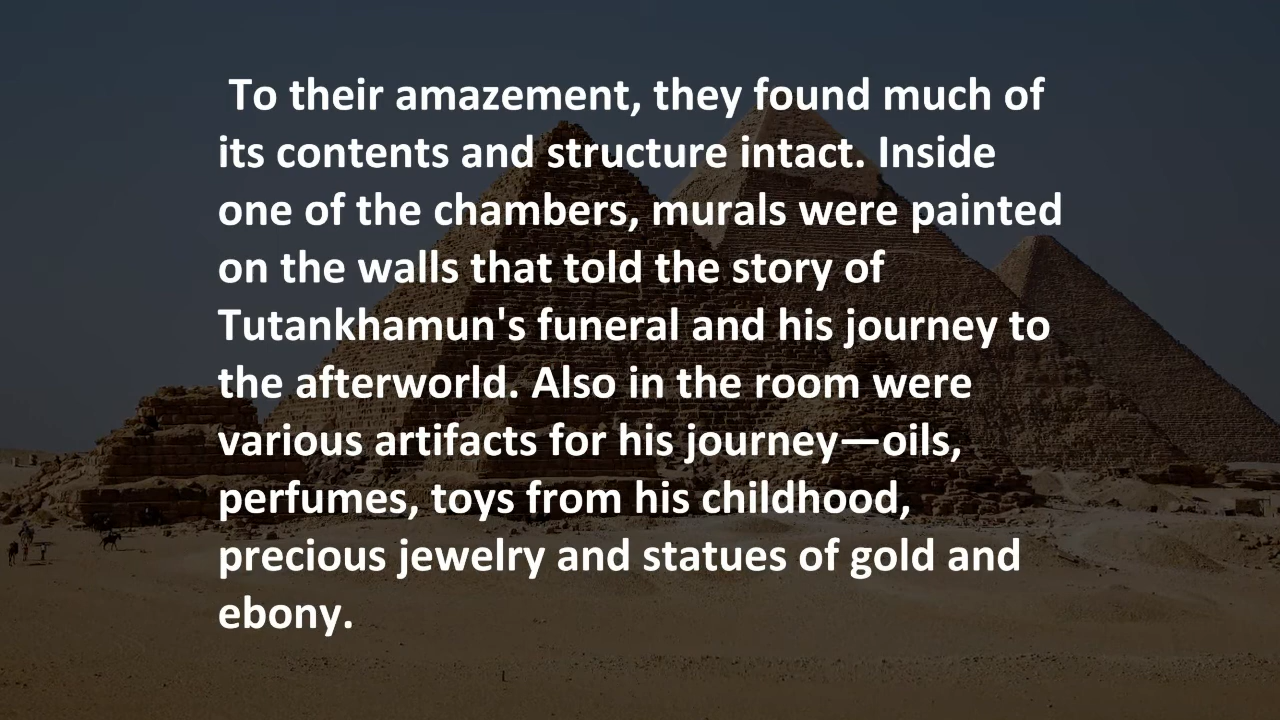 To their amazement, they found much of
its contents and structure intact. Inside
one of the chambers, murals were painted
on the walls that told the story of
Tutankhamun's funeral and his journey to
the afterworld. Also in the room were
various artifacts for his journey—oils,
perfumes, toys from his childhood,
precious jewelry and statues of gold and
ebony.